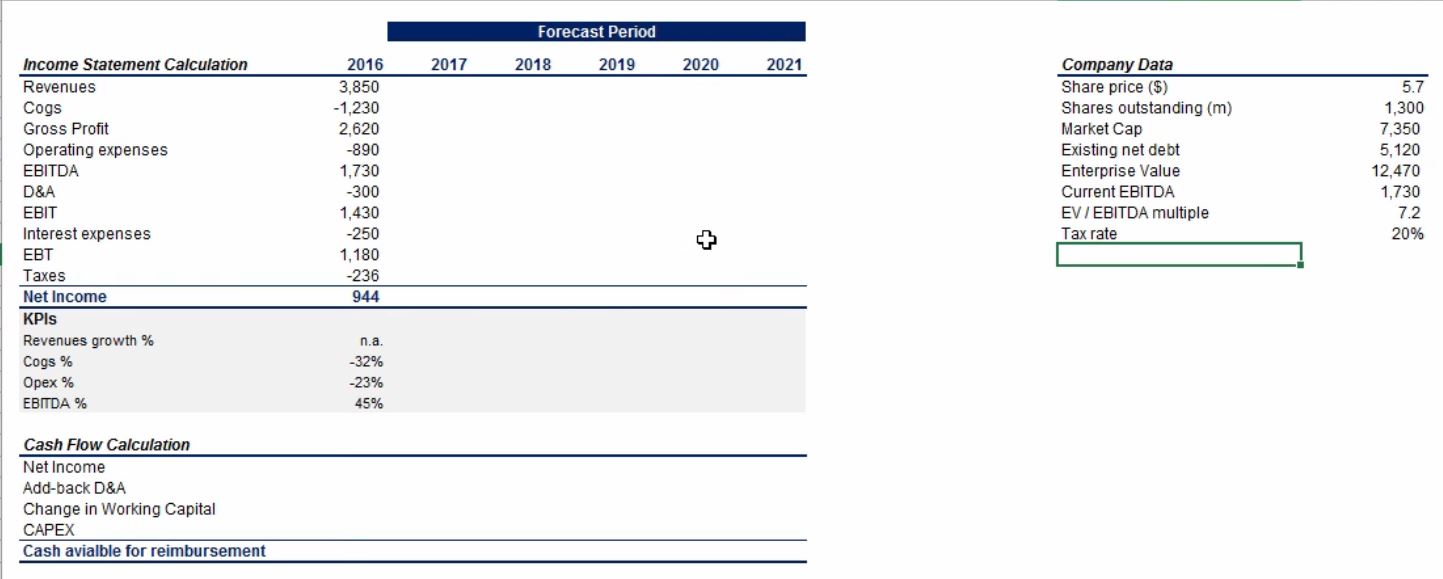 Forecast Period
Income Statement Calculation 2016 2017 2018 2019 2020 2021
Revenues 3,850
Cogs -1,230
Gross Profit 2,620
Operating expenses -890
EBITDA 1,730
D&A -300
EBIT 1,430
Interest expenses -250
EBT 1,180
Taxes -236
Net Income 944
KPIs
Revenues growth % n.a.
Cogs % -32%
Opex % -23%
EBITDA % 45%
Cash Flow Calculation
Net Income
Add-back D&A
Change in Working Capital
CAPEX
Cash avialble for reimbursement
Company Data
Share price ($) 5.7
Shares outstanding (m) 1,300
Market Cap 7,350
Existing net debt 5,120
Enterprise Value 12,470
Current EBITDA 1,730
EV / EBITDA multiple 7.2
Tax rate 20%